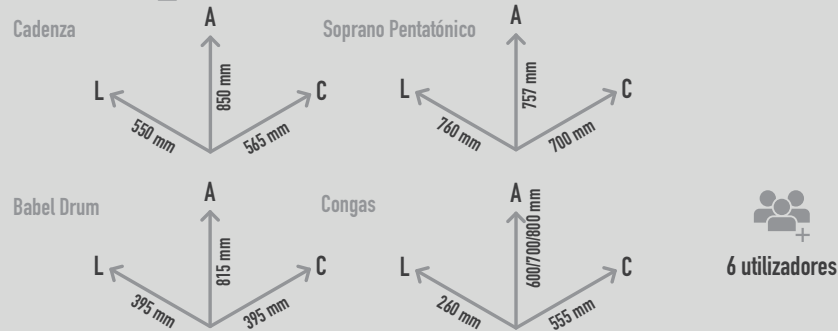 Cadenza
A
850 mm
L
550 mm
C
565 mm
Soprano Pentatónico
A
757 mm
L
760 mm
C
700 mm
Babel Drum
A
815 mm
L
395 mm
C
395 mm
Congas
A
600/700/800 mm
L
260 mm
C
555 mm
6 utilizadores